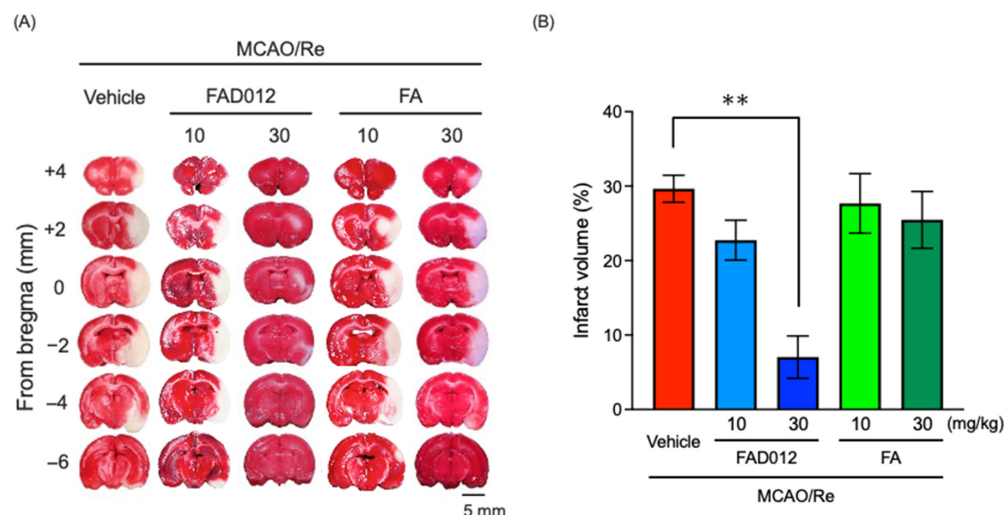 (A)
MCAO/Re
Vehicle FAD012 FA
10 30 10 30
From bregma (mm)
+4
+2
0
−2
−4
−6
5 mm
(B)
**
Infarct volume (%)
40
30
20
10
0
10 30 10 30 (mg/kg)
Vehicle
FAD012 FA
MCAO/Re